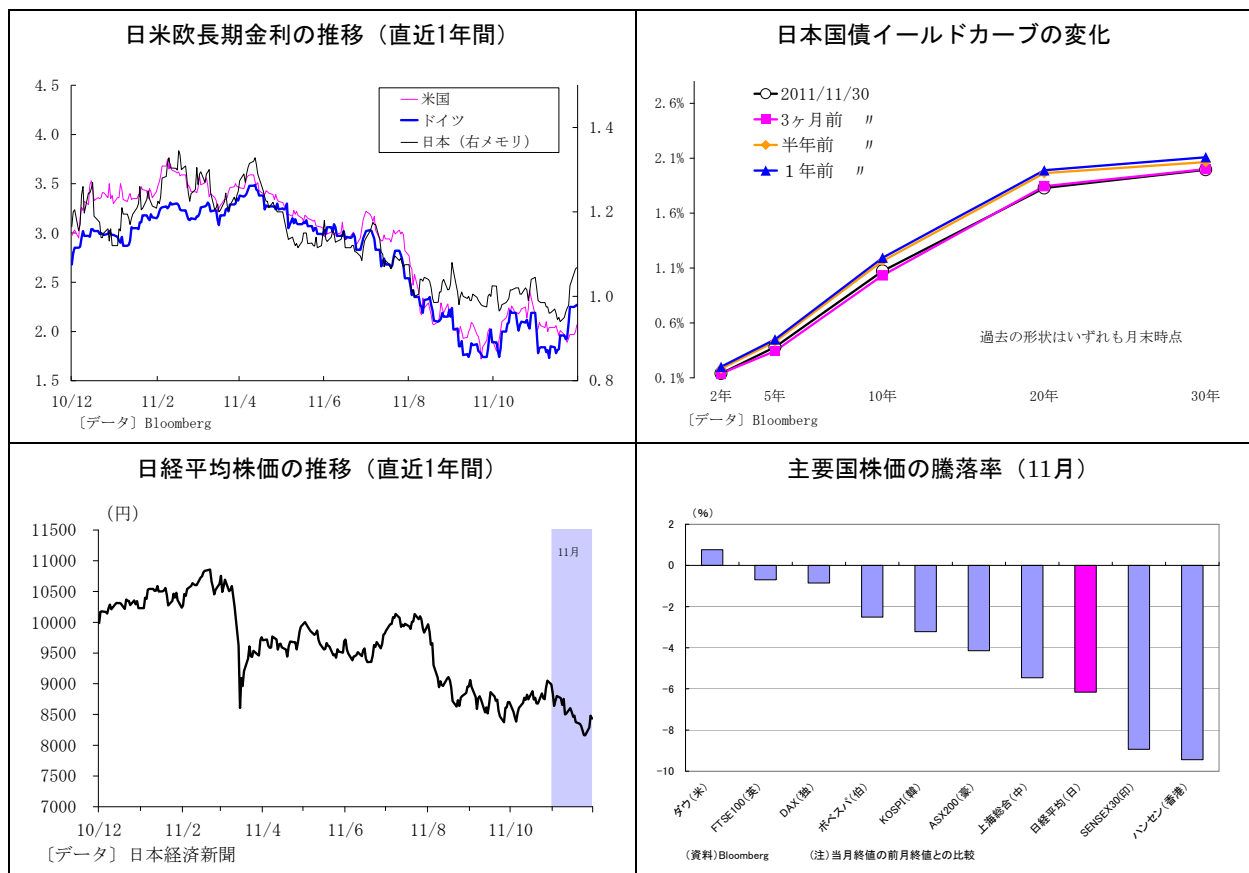 日米欧長期金利の推移（直近1年間）
4.5
4.0
3.5
3.0
2.5
2.0
1.5
米国
ドイツ
日本（右メモリ）
1.4
1.2
1.0
0.8
10/12 11/2 11/4 11/6 11/8 11/10
〔データ〕Bloomberg
日本国債イールドカーブの変化
2.6%
2.1%
1.6%
1.1%
0.6%
0.1%
2011/11/30
3ヶ月前 〃
半年前 〃
1年前 〃
過去の形状はいずれも月末時点
2年 5年 10年 20年 30年
〔データ〕Bloomberg
日経平均株価の推移（直近1年間）
（円）
11500
11000
10500
10000
9500
9000
8500
8000
7500
7000
11月
10/12 11/2 11/4 11/6 11/8 11/10
〔データ〕日本経済新聞
主要国株価の騰落率（11月）
（%）
2
0
-2
-4
-6
-8
-10
ダウ(米) FTSE100(英) DAX(独) ボベスパ(伯) KOSPI(韓) ASX200(豪) 上海総合(中) 日経平均(日) SENSEX30(印) ハンセン(香港)
(資料)Bloomberg (注)当月終値の前月終値との比較